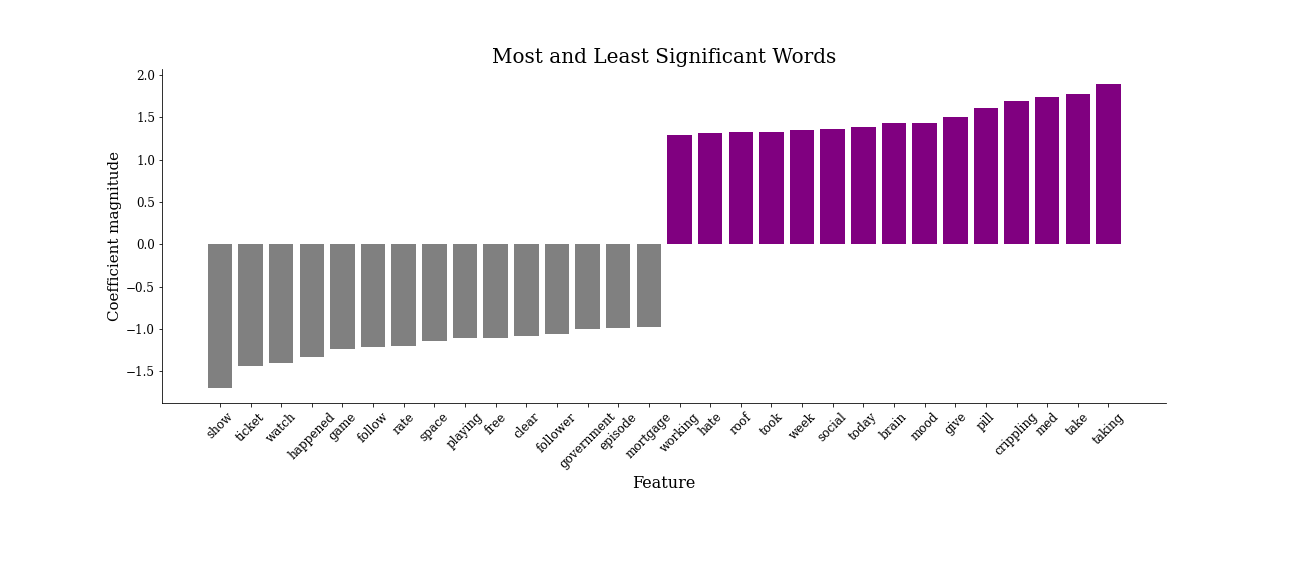 Most and Least Significant Words
Coefficient magnitude
2.0
1.5
1.0
0.5
0.0
−0.5
−1.0
−1.5
show
ticket
watch
happened
game
follow
rate
space
playing
free
clear
follower
government
episode
mortgage
working
hate
roof
took
week
social
today
brain
mood
give
pill
crippling
med
take
taking
Feature